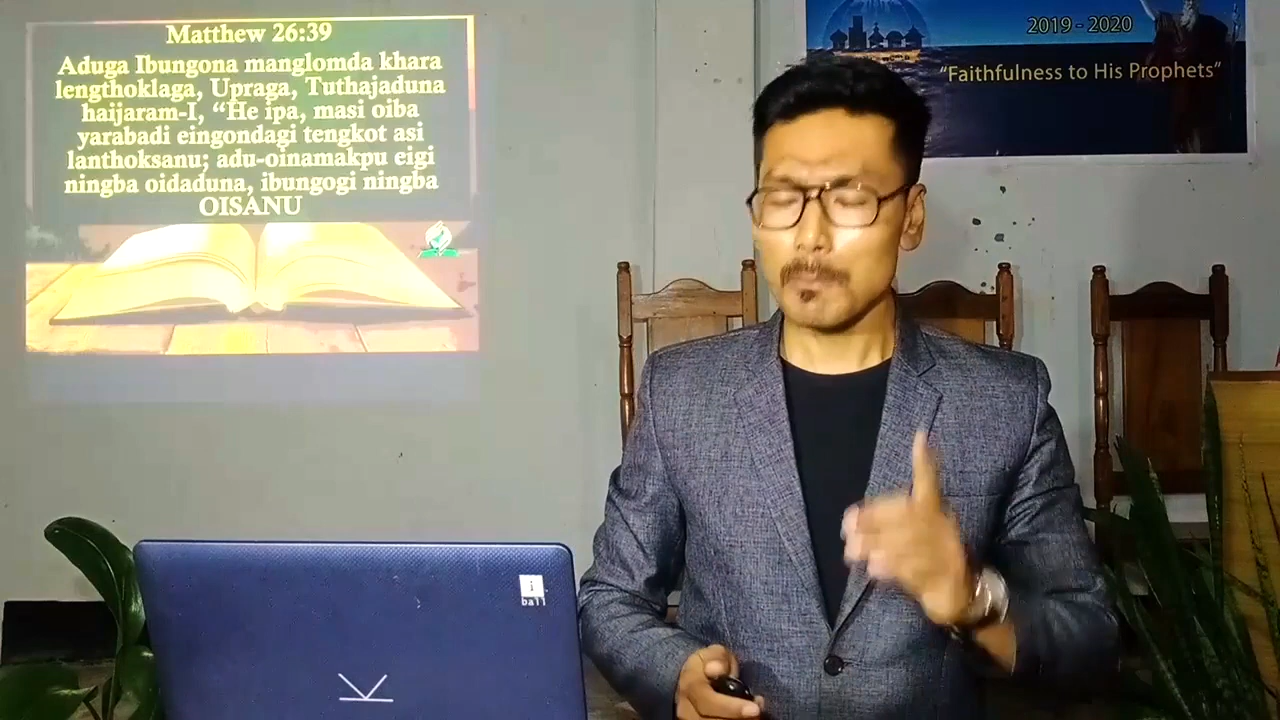 Matthew 26:39
Aduga Ibungona manglomda khara
lengthoklaga, Upraga, Tuthajaduna
haijaram-I, “He ipa, masi oiba
yarabadi eingondagi tengkot asi
lanthoksanu; adu-oinamakpu eigi
ningba oidaduna, ibungogi ningba
OISANU
2019 - 2020
“Faithfulness to His Prophets”
i
ball